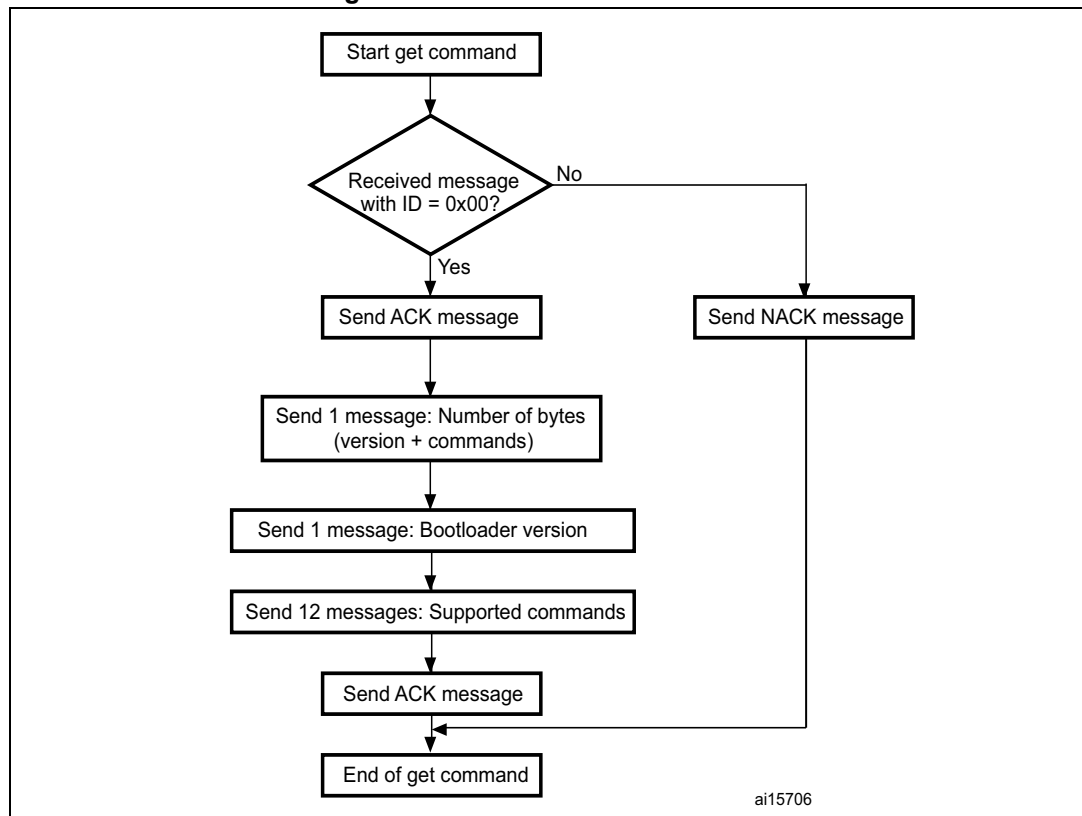 Start get command
Received message
with ID = 0x00?
No
Yes
Send ACK message
Send NACK message
Send 1 message: Number of bytes
(version + commands)
Send 1 message: Bootloader version
Send 12 messages: Supported commands
Send ACK message
End of get command
ai15706